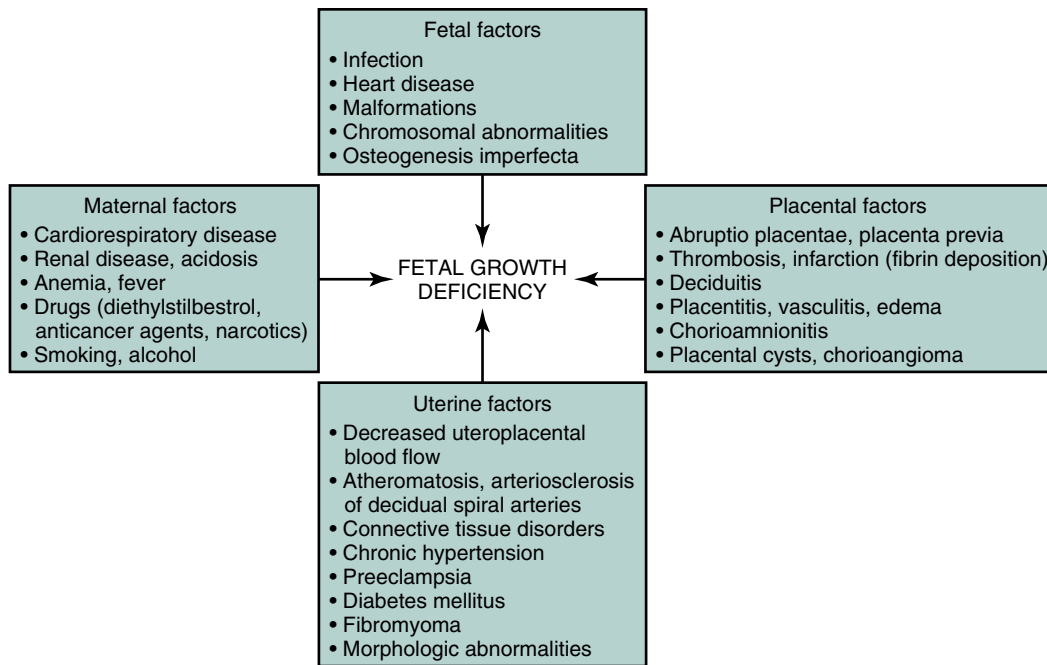 Fetal factors
• Infection
• Heart disease
• Malformations
• Chromosomal abnormalities
• Osteogenesis imperfecta
Maternal factors
• Cardiorespiratory disease
• Renal disease, acidosis
• Anemia, fever
• Drugs (diethylstilbestrol,
anticancer agents, narcotics)
• Smoking, alcohol
FETAL GROWTH
DEFICIENCY
Placental factors
• Abruptio placentae, placenta previa
• Thrombosis, infarction (fibrin deposition)
• Deciduitis
• Placentitis, vasculitis, edema
• Chorioamnionitis
• Placental cysts, chorioangioma
Uterine factors
• Decreased uteroplacental
blood flow
• Atheromatosis, arteriosclerosis
of decidual spiral arteries
• Connective tissue disorders
• Chronic hypertension
• Preeclampsia
• Diabetes mellitus
• Fibromyoma
• Morphologic abnormalities